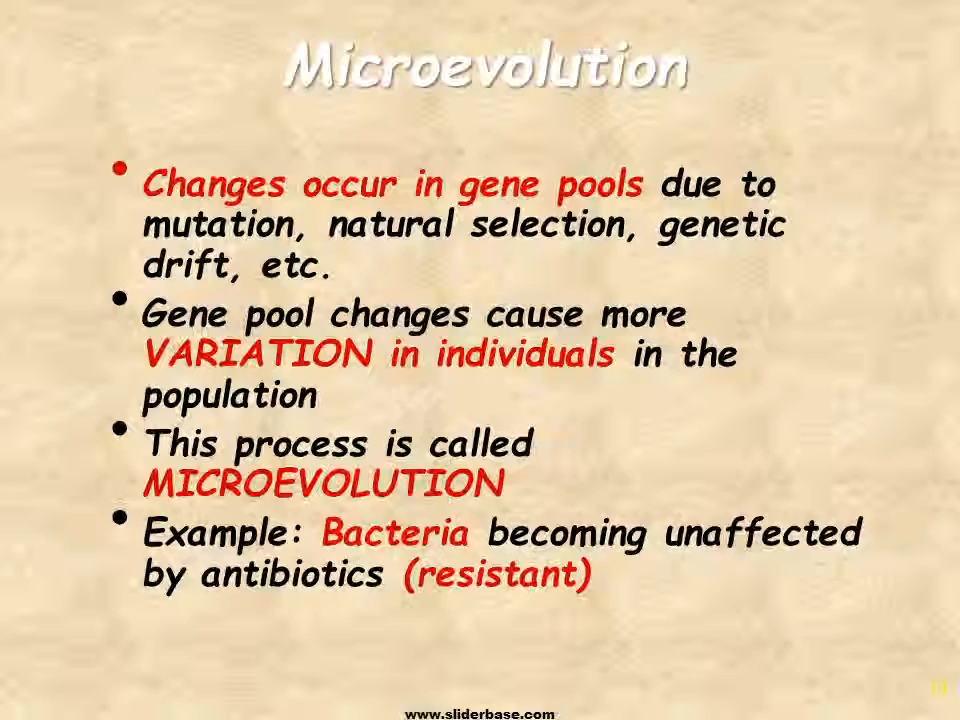 Microevolution
• Changes occur in gene pools due to
mutation, natural selection, genetic
drift, etc.
• Gene pool changes cause more
VARIATION in individuals in the
population
• This process is called
MICROEVOLUTION
• Example: Bacteria becoming unaffected
by antibiotics (resistant)
www.sliderbase.com